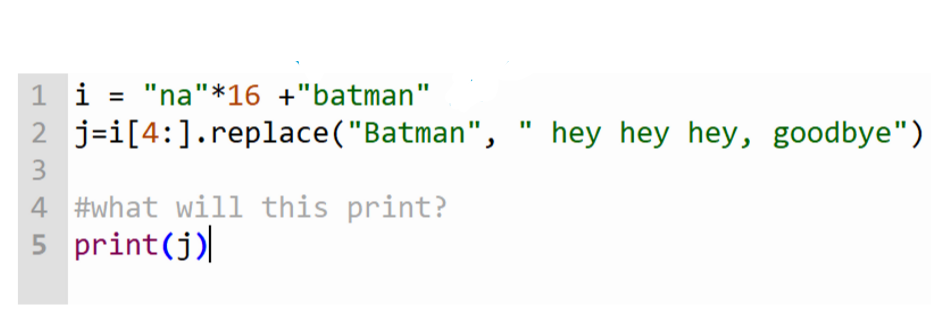 1 i = "na"*16 +"batman"
2 j=i[4:].replace("Batman", " hey hey hey, goodbye")
3
4 #what will this print?
5 print(j)